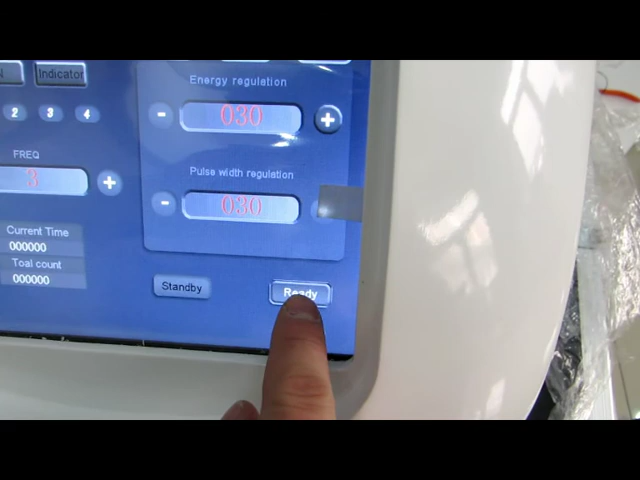 Indicator
Energy regulation
- 030 +
2 3 4
FREQ
3 +
Pulse width regulation
- 030
Current Time
000000
Toal count
000000
Standby
Ready